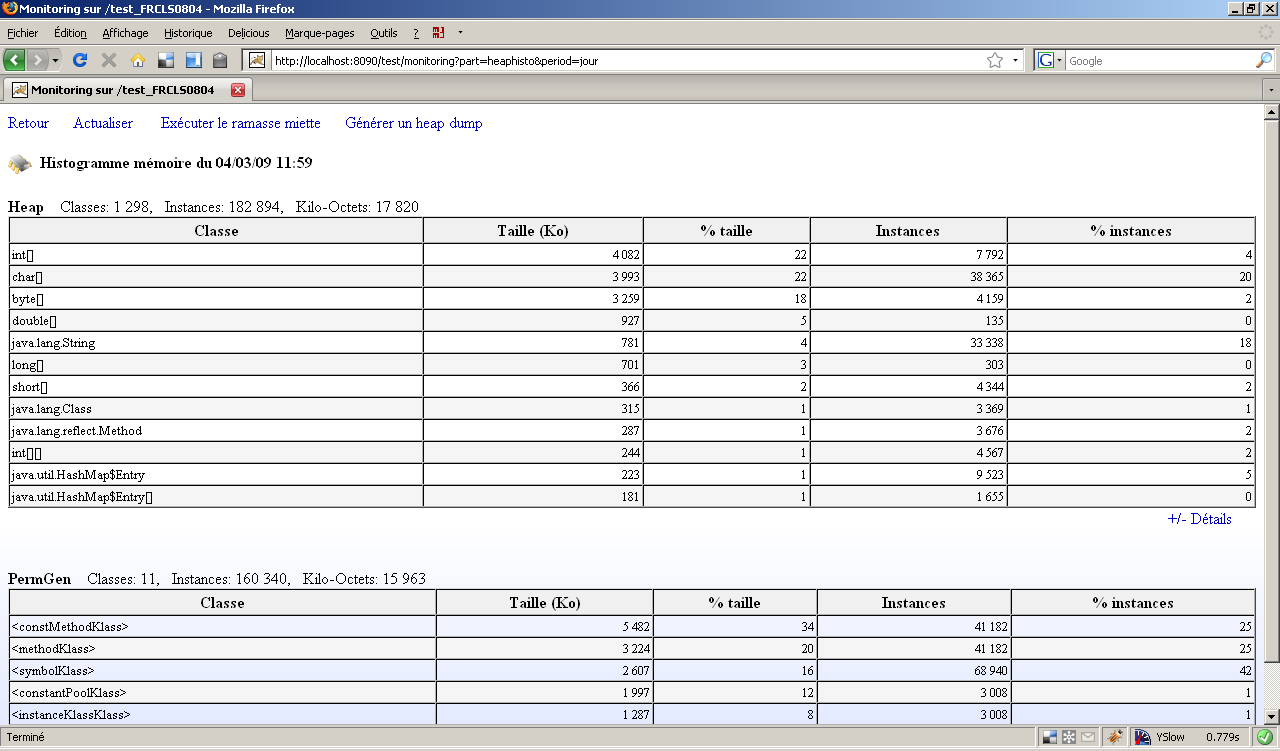 Monitoring sur /test_FRCLS0804 - Mozilla Firefox
Fichier Édition Affichage Historique Delicious Marque-pages Outils ?
http://localhost:8090/test/monitoring?part=heaphisto&period=jour Google
Monitoring sur /test_FRCLS0804
Retour Actualiser Exécuter le ramasse miette Générer un heap dump
Histogramme mémoire du 04/03/09 11:59
Heap Classes: 1 298, Instances: 182 894, Kilo-Octets: 17 820
Classe Taille (Ko) % taille Instances % instances
int[] 4 082 22 7 792 4
char[] 3 993 22 38 365 20
byte[] 3 259 18 4 159 2
double[] 927 5 135 0
java.lang.String 781 4 33 338 18
long[] 701 3 303 0
short[] 366 2 4 344 2
java.lang.Class 315 1 3 369 1
java.lang.reflect.Method 287 1 3 676 2
int[][] 244 1 4 567 2
java.util.HashMap$Entry 223 1 9 523 5
java.util.HashMap$Entry[] 181 1 1 655 0
+/- Détails
PermGen Classes: 11, Instances: 160 340, Kilo-Octets: 15 963
Classe Taille (Ko) % taille Instances % instances
<constMethodKlass> 5 482 34 41 182 25
<methodKlass> 3 224 20 41 182 25
<symbolKlass> 2 607 16 68 940 42
<constantPoolKlass> 1 997 12 3 008 1
<instanceKlassKlass> 1 287 8 3 008 1
Terminé YSlow 0.779s